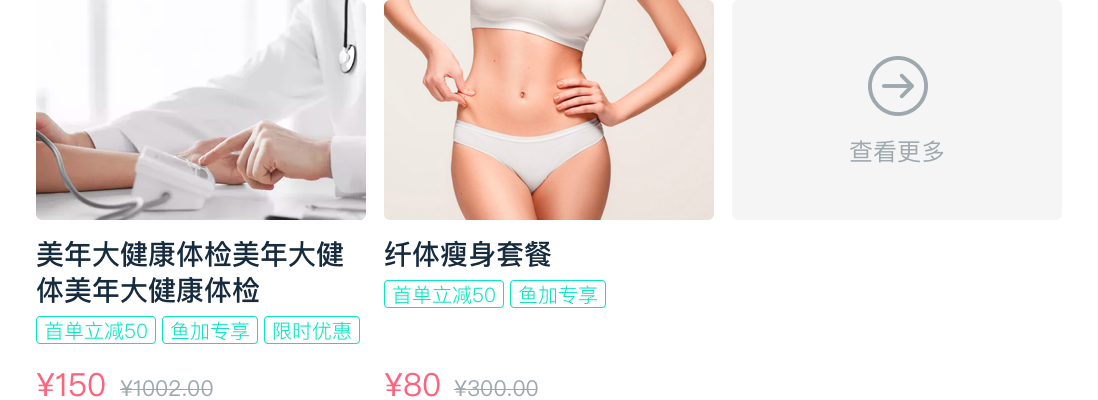 查看更多
美年大健康体检美年大健
体美年大健康体检
首单立减50 鱼加专享 限时优惠
¥150 ¥1002.00
纤体瘦身套餐
首单立减50 鱼加专享
¥80 ¥300.00